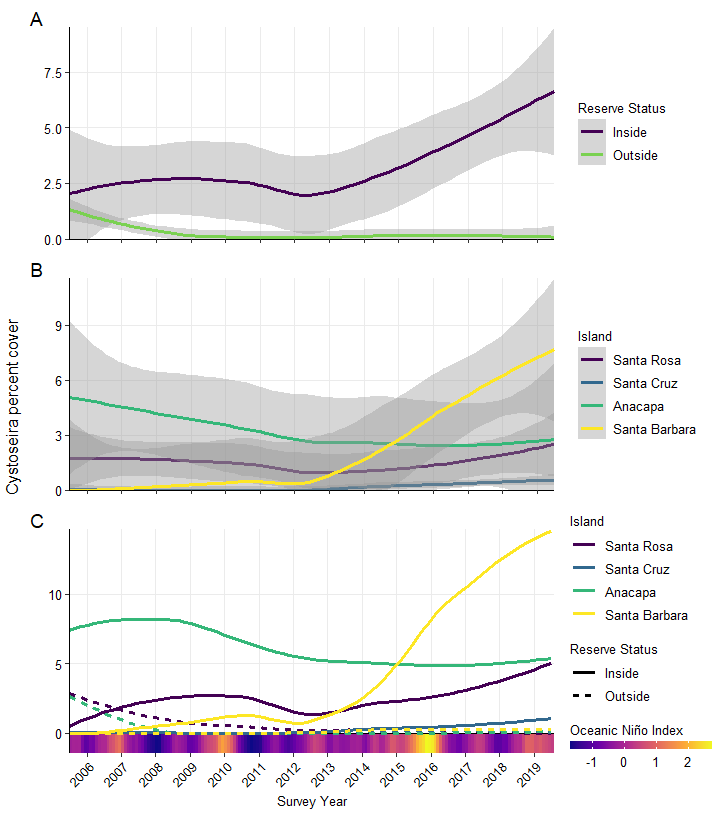 A
7.5
5.0
2.5
0.0
Reserve Status
Inside
Outside
B
9
6
3
0
Island
Santa Rosa
Santa Cruz
Anacapa
Santa Barbara
Cystoseira percent cover
C
10
5
0
Island
Santa Rosa
Santa Cruz
Anacapa
Santa Barbara
Reserve Status
Inside
Outside
Oceanic Niño Index
-1 0 1 2
2006 2007 2008 2009 2010 2011 2012 2013 2014 2015 2016 2017 2018 2019
Survey Year